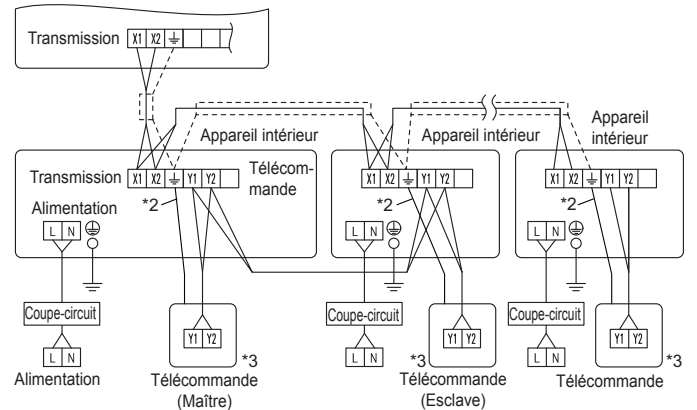 Transmission X1 X2
Appareil intérieur
Appareil intérieur
Appareil
intérieur
Transmission X1 X2 Y1 Y2
Télécom-
mande
X1 X2 Y1 Y2
X1 X2 Y1 Y2
*2
*2
*2
Alimentation
L N
L N
L N
Coupe-circuit
Coupe-circuit
Coupe-circuit
Y1 Y2
Y1 Y2
Y1 Y2
L N
*3
L N
*3
L N
*3
Alimentation
Télécommande
(Maître)
Télécommande
(Esclave)
Télécommande